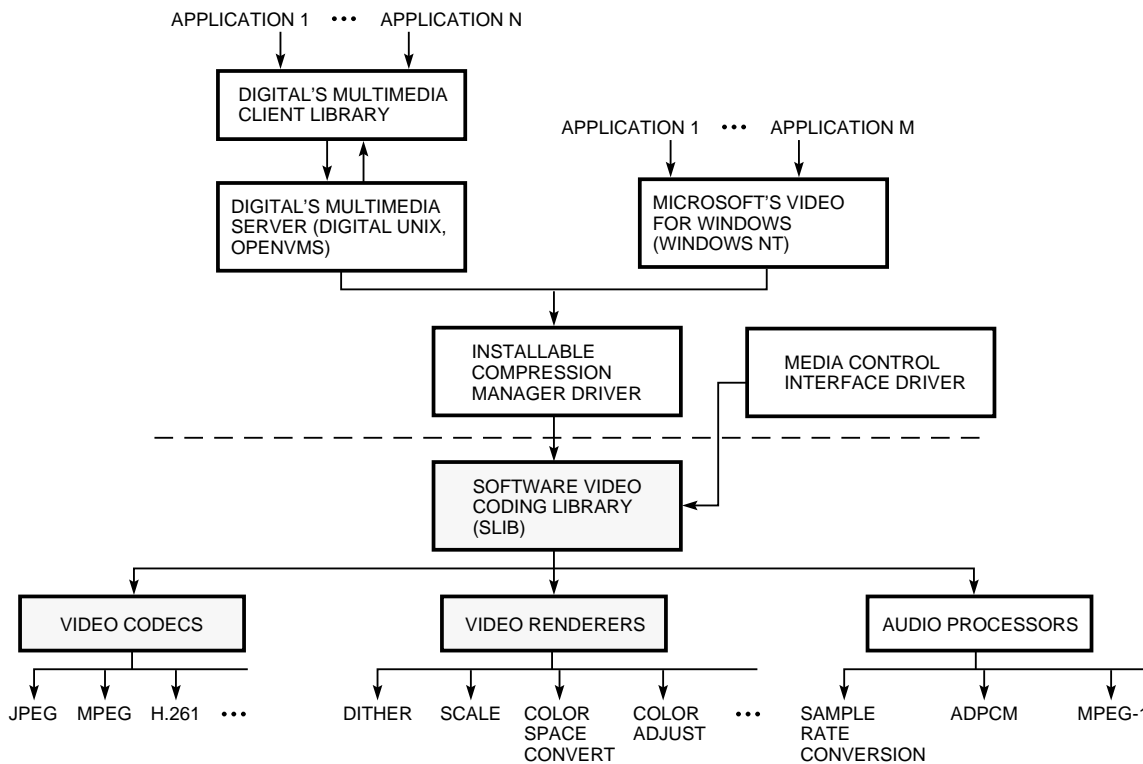 APPLICATION 1 ••• APPLICATION N
DIGITAL'S MULTIMEDIA
CLIENT LIBRARY
APPLICATION 1 ••• APPLICATION M
DIGITAL'S MULTIMEDIA
SERVER (DIGITAL UNIX,
OPENVMS)
MICROSOFT'S VIDEO
FOR WINDOWS
(WINDOWS NT)
INSTALLABLE
COMPRESSION
MANAGER DRIVER
MEDIA CONTROL
INTERFACE DRIVER
SOFTWARE VIDEO
CODING LIBRARY
(SLIB)
VIDEO CODECS
VIDEO RENDERERS
AUDIO PROCESSORS
JPEG
MPEG
H.261
•••
DITHER
SCALE
COLOR
SPACE
CONVERT
COLOR
ADJUST
•••
SAMPLE
RATE
CONVERSION
ADPCM
MPEG-1